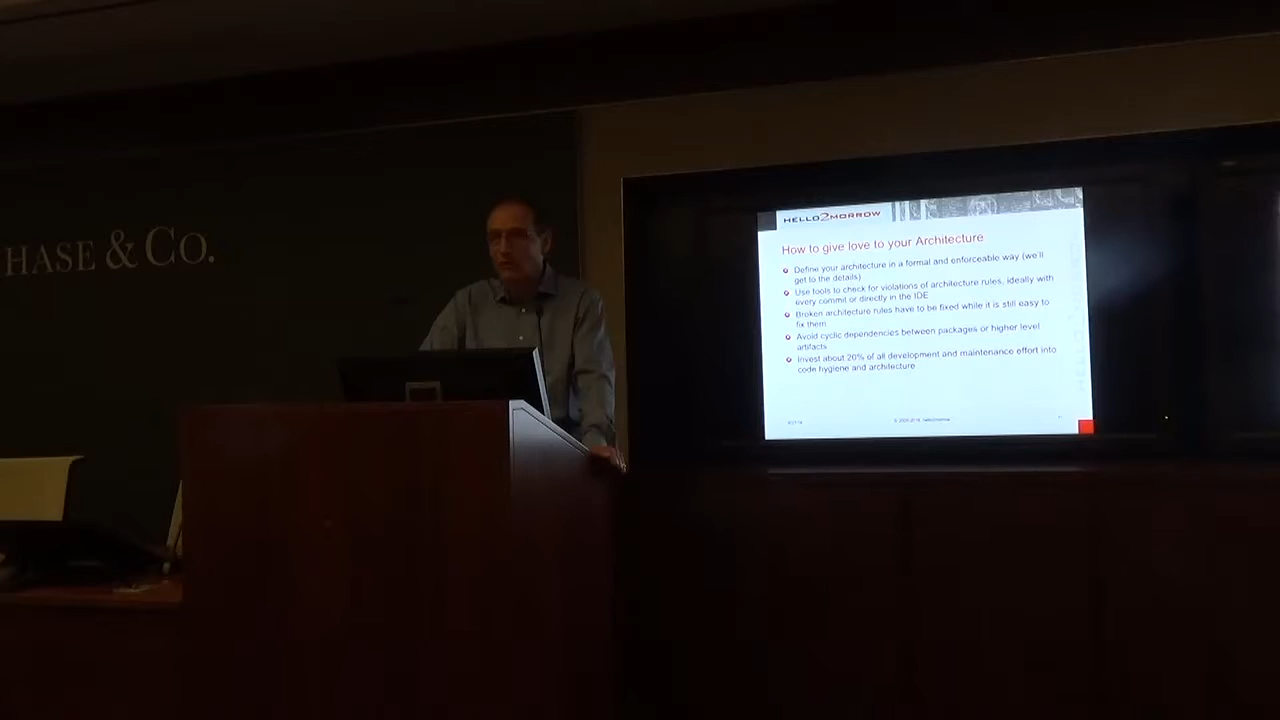 HASE & CO.
HELLO2MORROW
How to give love to your Architecture
Define your architecture in a formal and enforceable way (we'll
get to the details)
Use tools to check for violations of architecture rules, ideally with
every commit or directly in the IDE
Broken architecture rules have to be fixed while it is still easy to
fix them
Avoid cyclic dependencies between packages or higher level
artifacts
Invest about 20% of all development and maintenance effort into
code hygiene and architecture